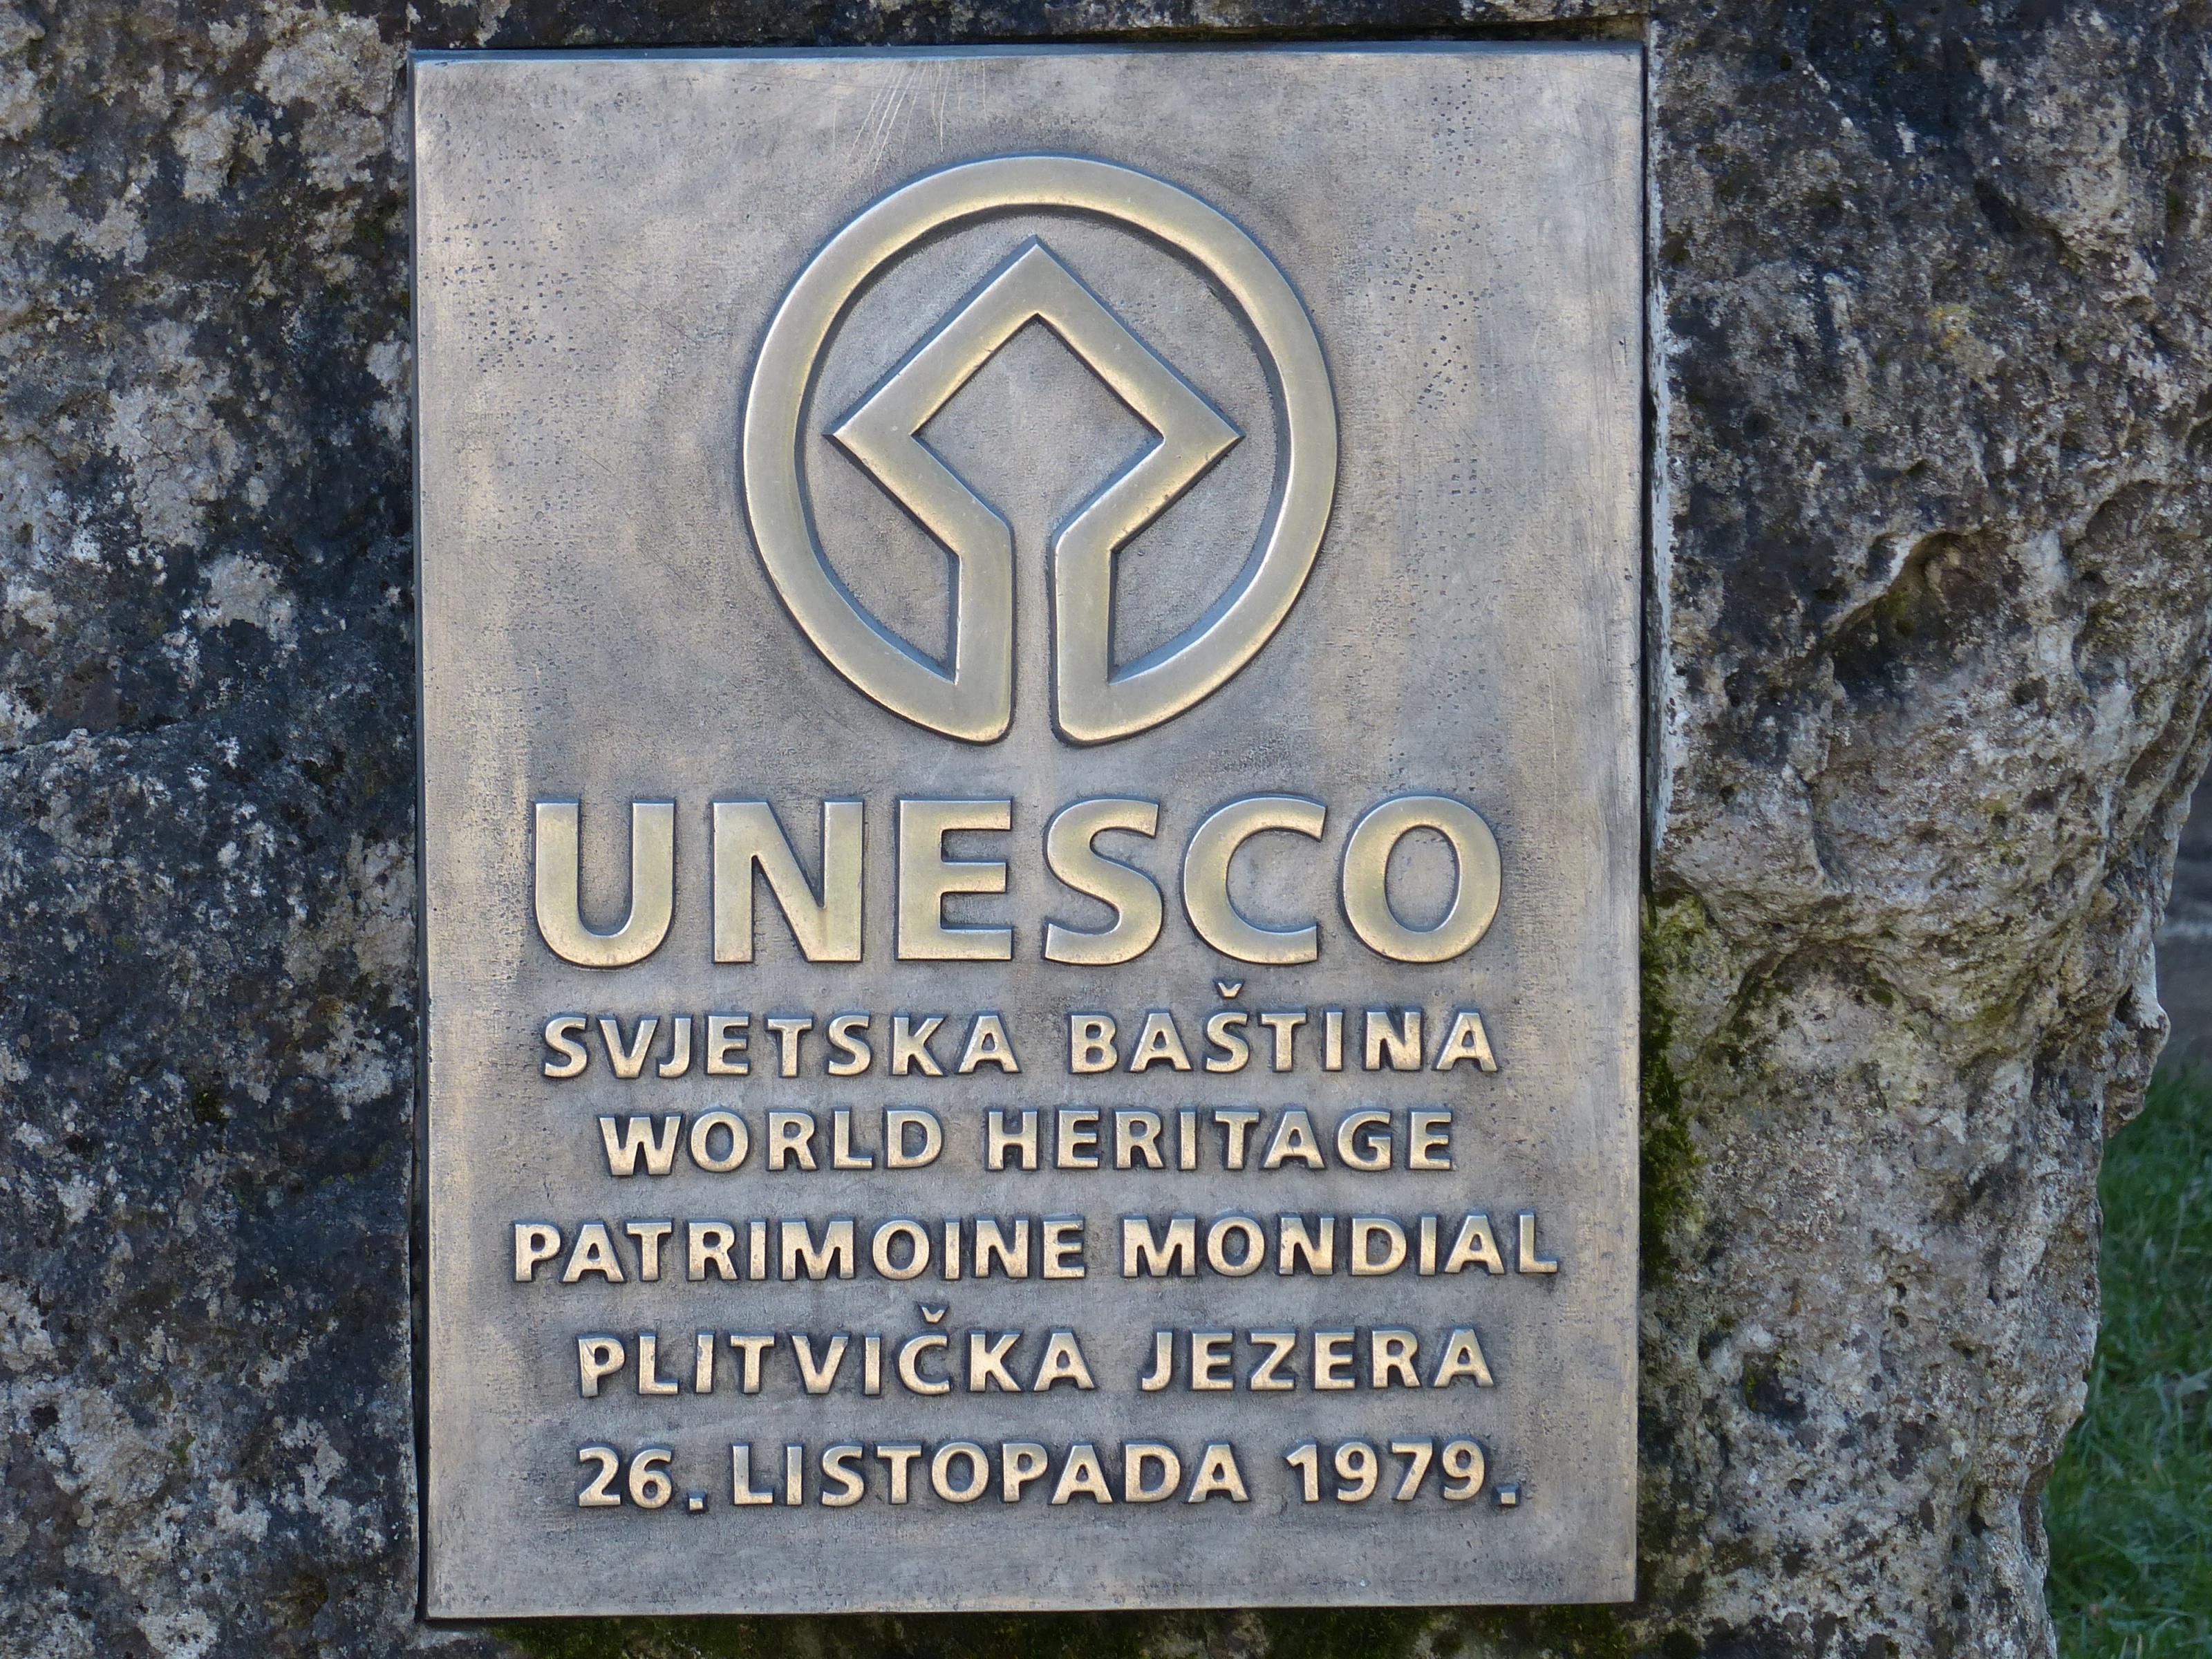 UNESCO
SVJETSKA BAŠTINA
WORLD HERITAGE
PATRIMOINE MONDIAL
PLITVIČKA JEZERA
26. LISTOPADA 1979.